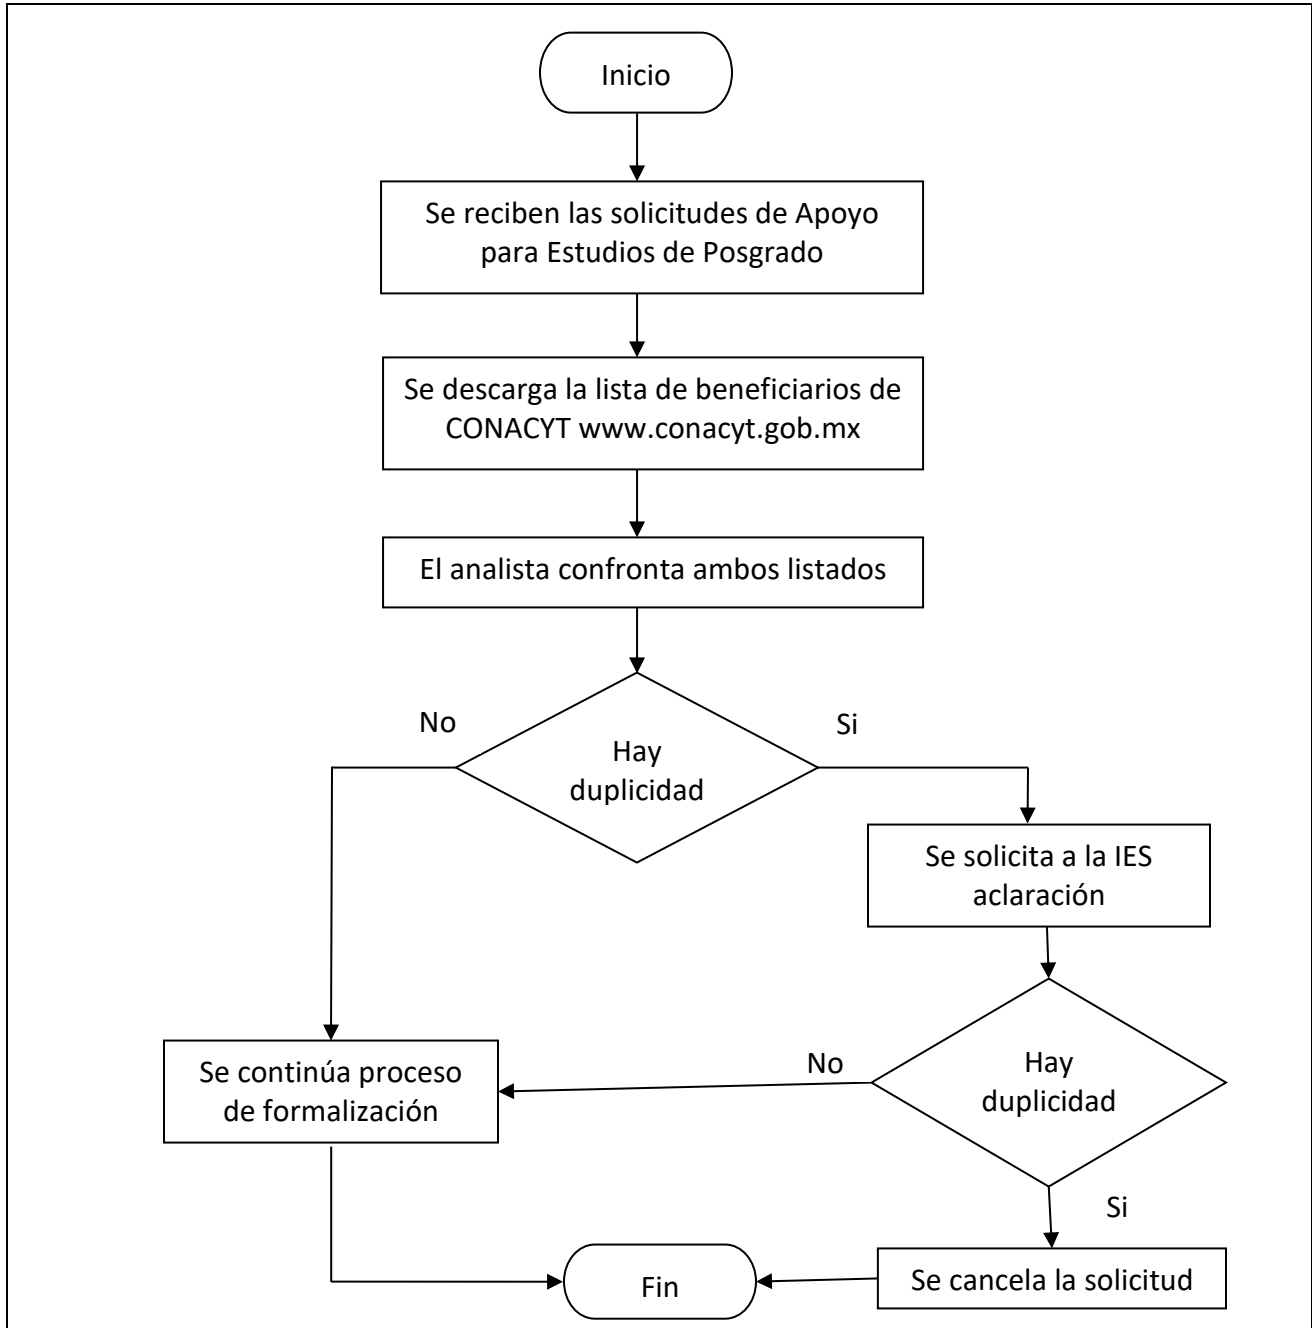 Inicio
Se reciben las solicitudes de Apoyo
para Estudios de Posgrado
Se descarga la lista de beneficiarios de
CONACYT www.conacyt.gob.mx
El analista confronta ambos listados
No
Si
Hay
duplicidad
Se solicita a la IES
aclaración
Se continúa proceso
de formalización
No
Hay
duplicidad
Si
Fin
Se cancela la solicitud